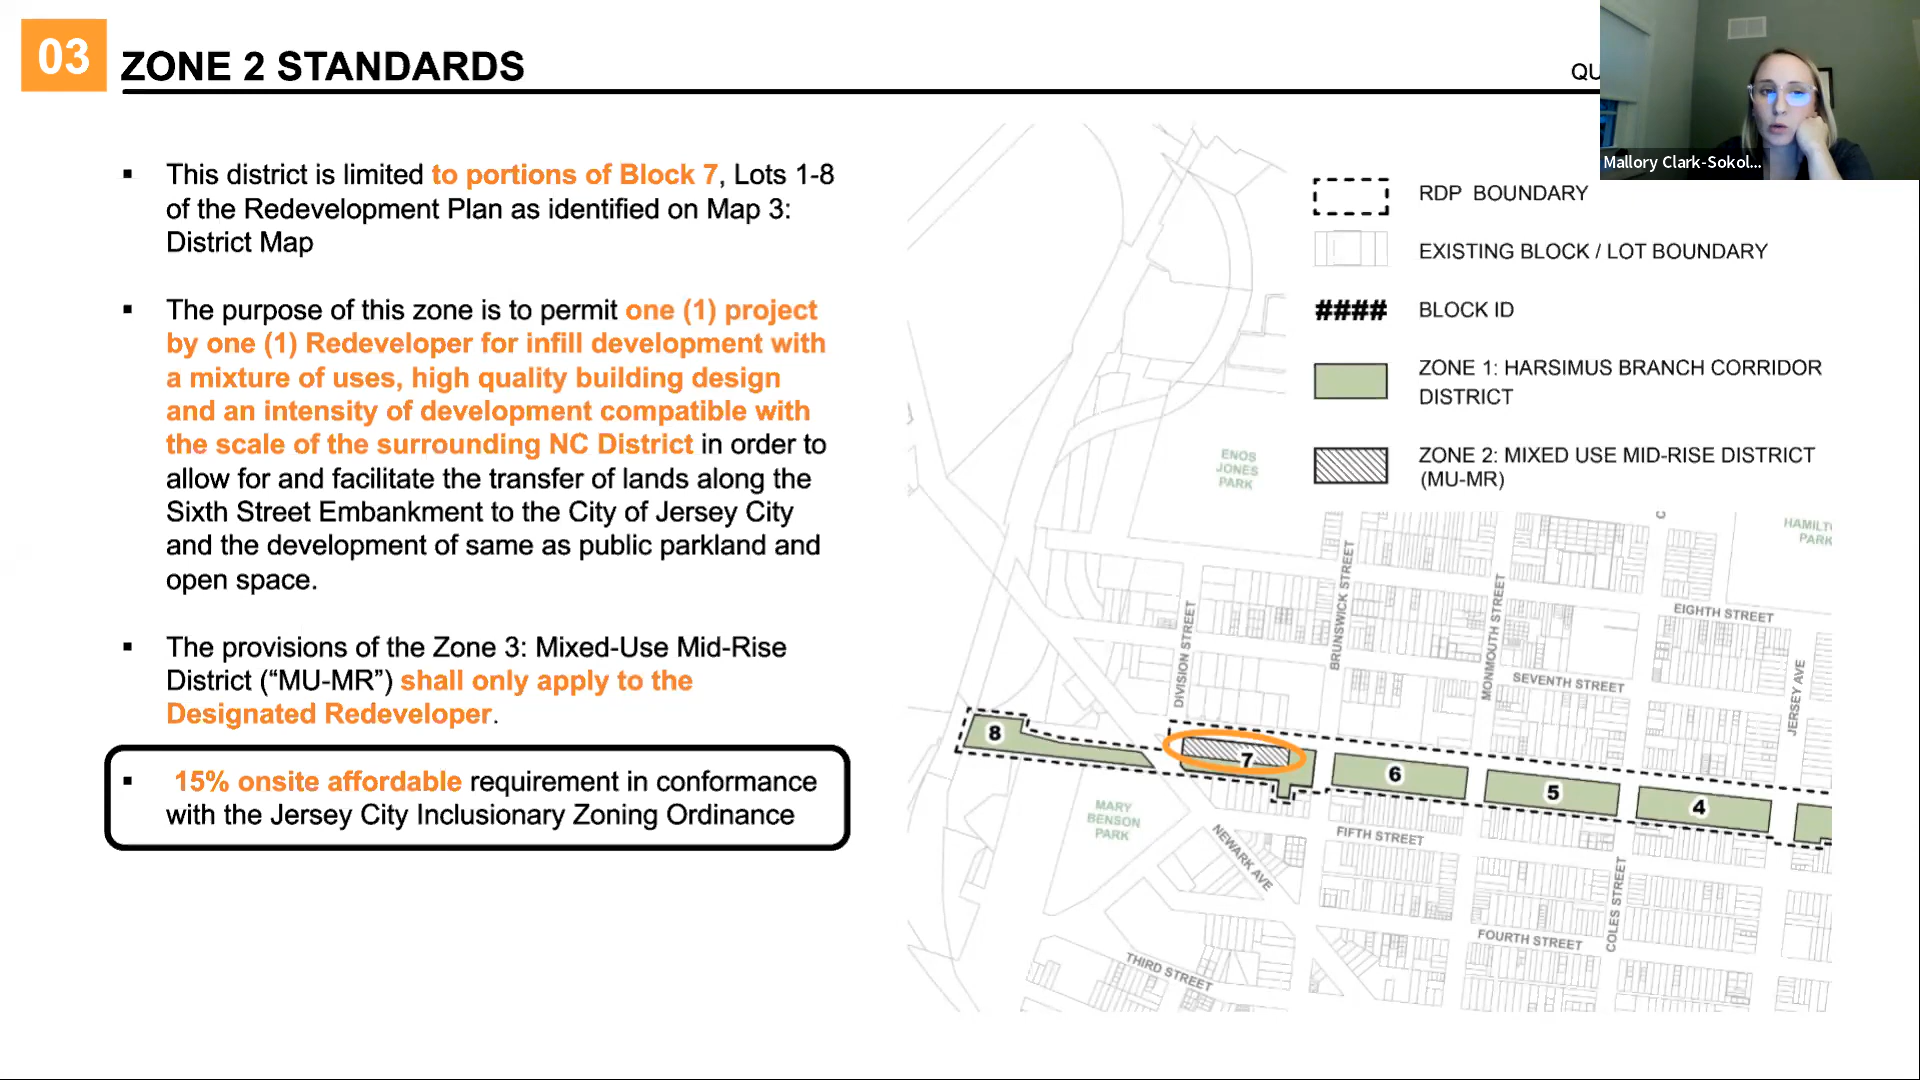 03
ZONE 2 STANDARDS
QU
Mallory Clark-Sokol...
▪ This district is limited to portions of Block 7, Lots 1-8
of the Redevelopment Plan as identified on Map 3:
District Map
▪ The purpose of this zone is to permit one (1) project
by one (1) Redeveloper for infill development with
a mixture of uses, high quality building design
and an intensity of development compatible with
the scale of the surrounding NC District in order to
allow for and facilitate the transfer of lands along the
Sixth Street Embankment to the City of Jersey City
and the development of same as public parkland and
open space.
▪ The provisions of the Zone 3: Mixed-Use Mid-Rise
District (“MU-MR”) shall only apply to the
Designated Redeveloper.
▪ 15% onsite affordable requirement in conformance
with the Jersey City Inclusionary Zoning Ordinance
RDP BOUNDARY
EXISTING BLOCK / LOT BOUNDARY
#### BLOCK ID
ZONE 1: HARSIMUS BRANCH CORRIDOR
DISTRICT
ZONE 2: MIXED USE MID-RISE DISTRICT
(MU-MR)
ENOS
JONES
PARK
C
HAMILT
PARK
BRUNSWICK STREET
MONMOUTH STREET
DIVISION STREET
EIGHTH STREET
SEVENTH STREET
JERSEY AVE
8
7
6
5
4
MARY
BENSON
PARK
NEWARK AVE
FIFTH STREET
COLES STREET
FOURTH STREET
THIRD STREET